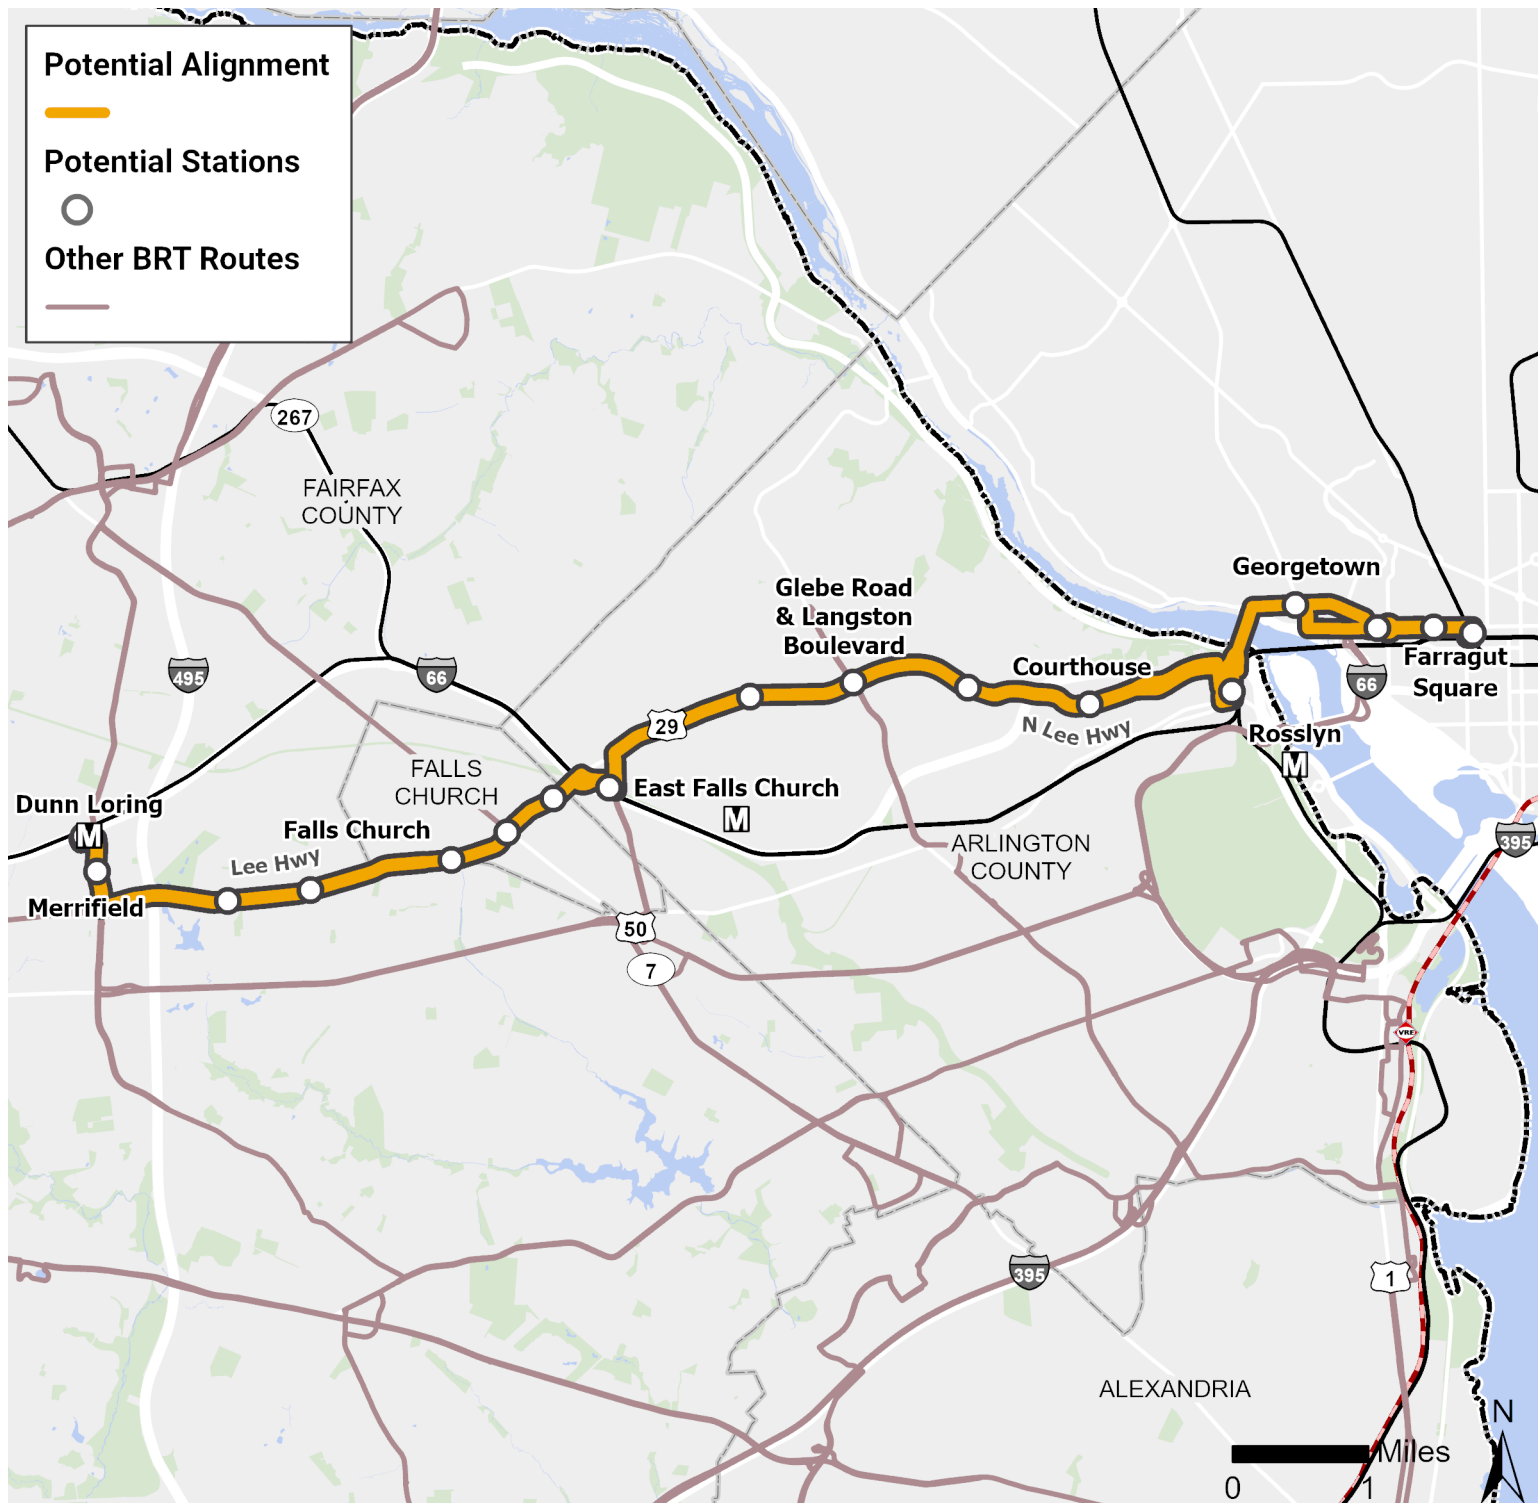 Potential Alignment
Potential Stations
Other BRT Routes
267
FAIRFAX
COUNTY
Georgetown
Glebe Road
& Langston
Boulevard
495
66
Courthouse
Farragut
Square
66
29
N Lee Hwy
Rosslyn
M
FALLS
CHURCH
East Falls Church
M
Dunn Loring
M
Falls Church
Lee Hwy
395
ARLINGTON
COUNTY
Merrifield
50
7
VRE
395
1
ALEXANDRIA
N
Miles
0
1